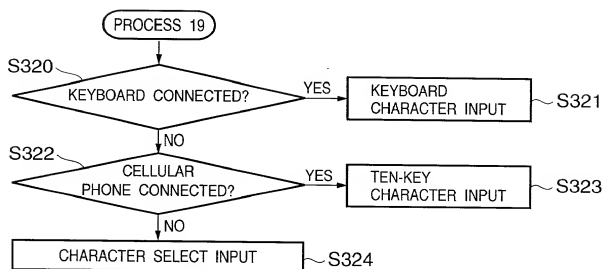 PROCESS 19
S320
KEYBOARD CONNECTED?
YES
KEYBOARD
CHARACTER INPUT
S321
NO
S322
CELLULAR
PHONE CONNECTED?
YES
TEN-KEY
CHARACTER INPUT
S323
NO
CHARACTER SELECT INPUT
S324